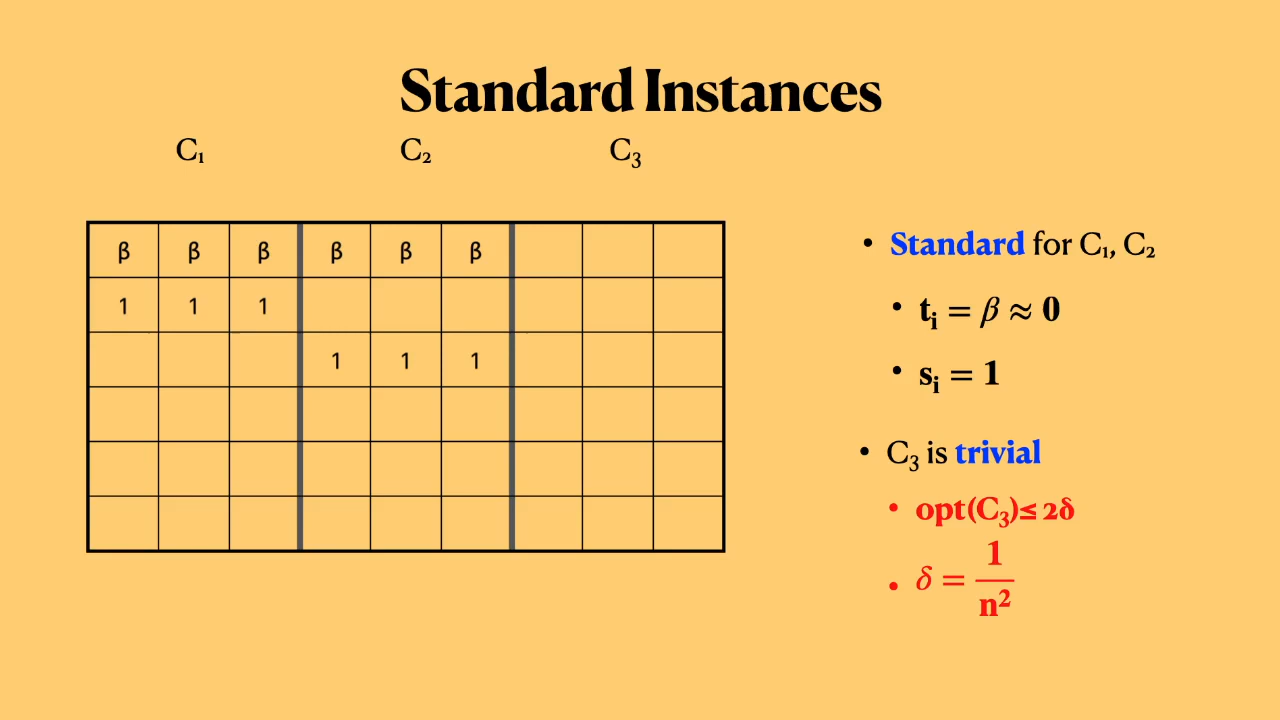 Standard Instances
C₁ C₂ C₃
β β β β β β
1 1 1
1 1 1
• Standard for C₁, C₂
• tᵢ = β ≈ 0
• sᵢ = 1
• C₃ is trivial
• opt(C₃)≤ 2δ
• δ = 1/n²